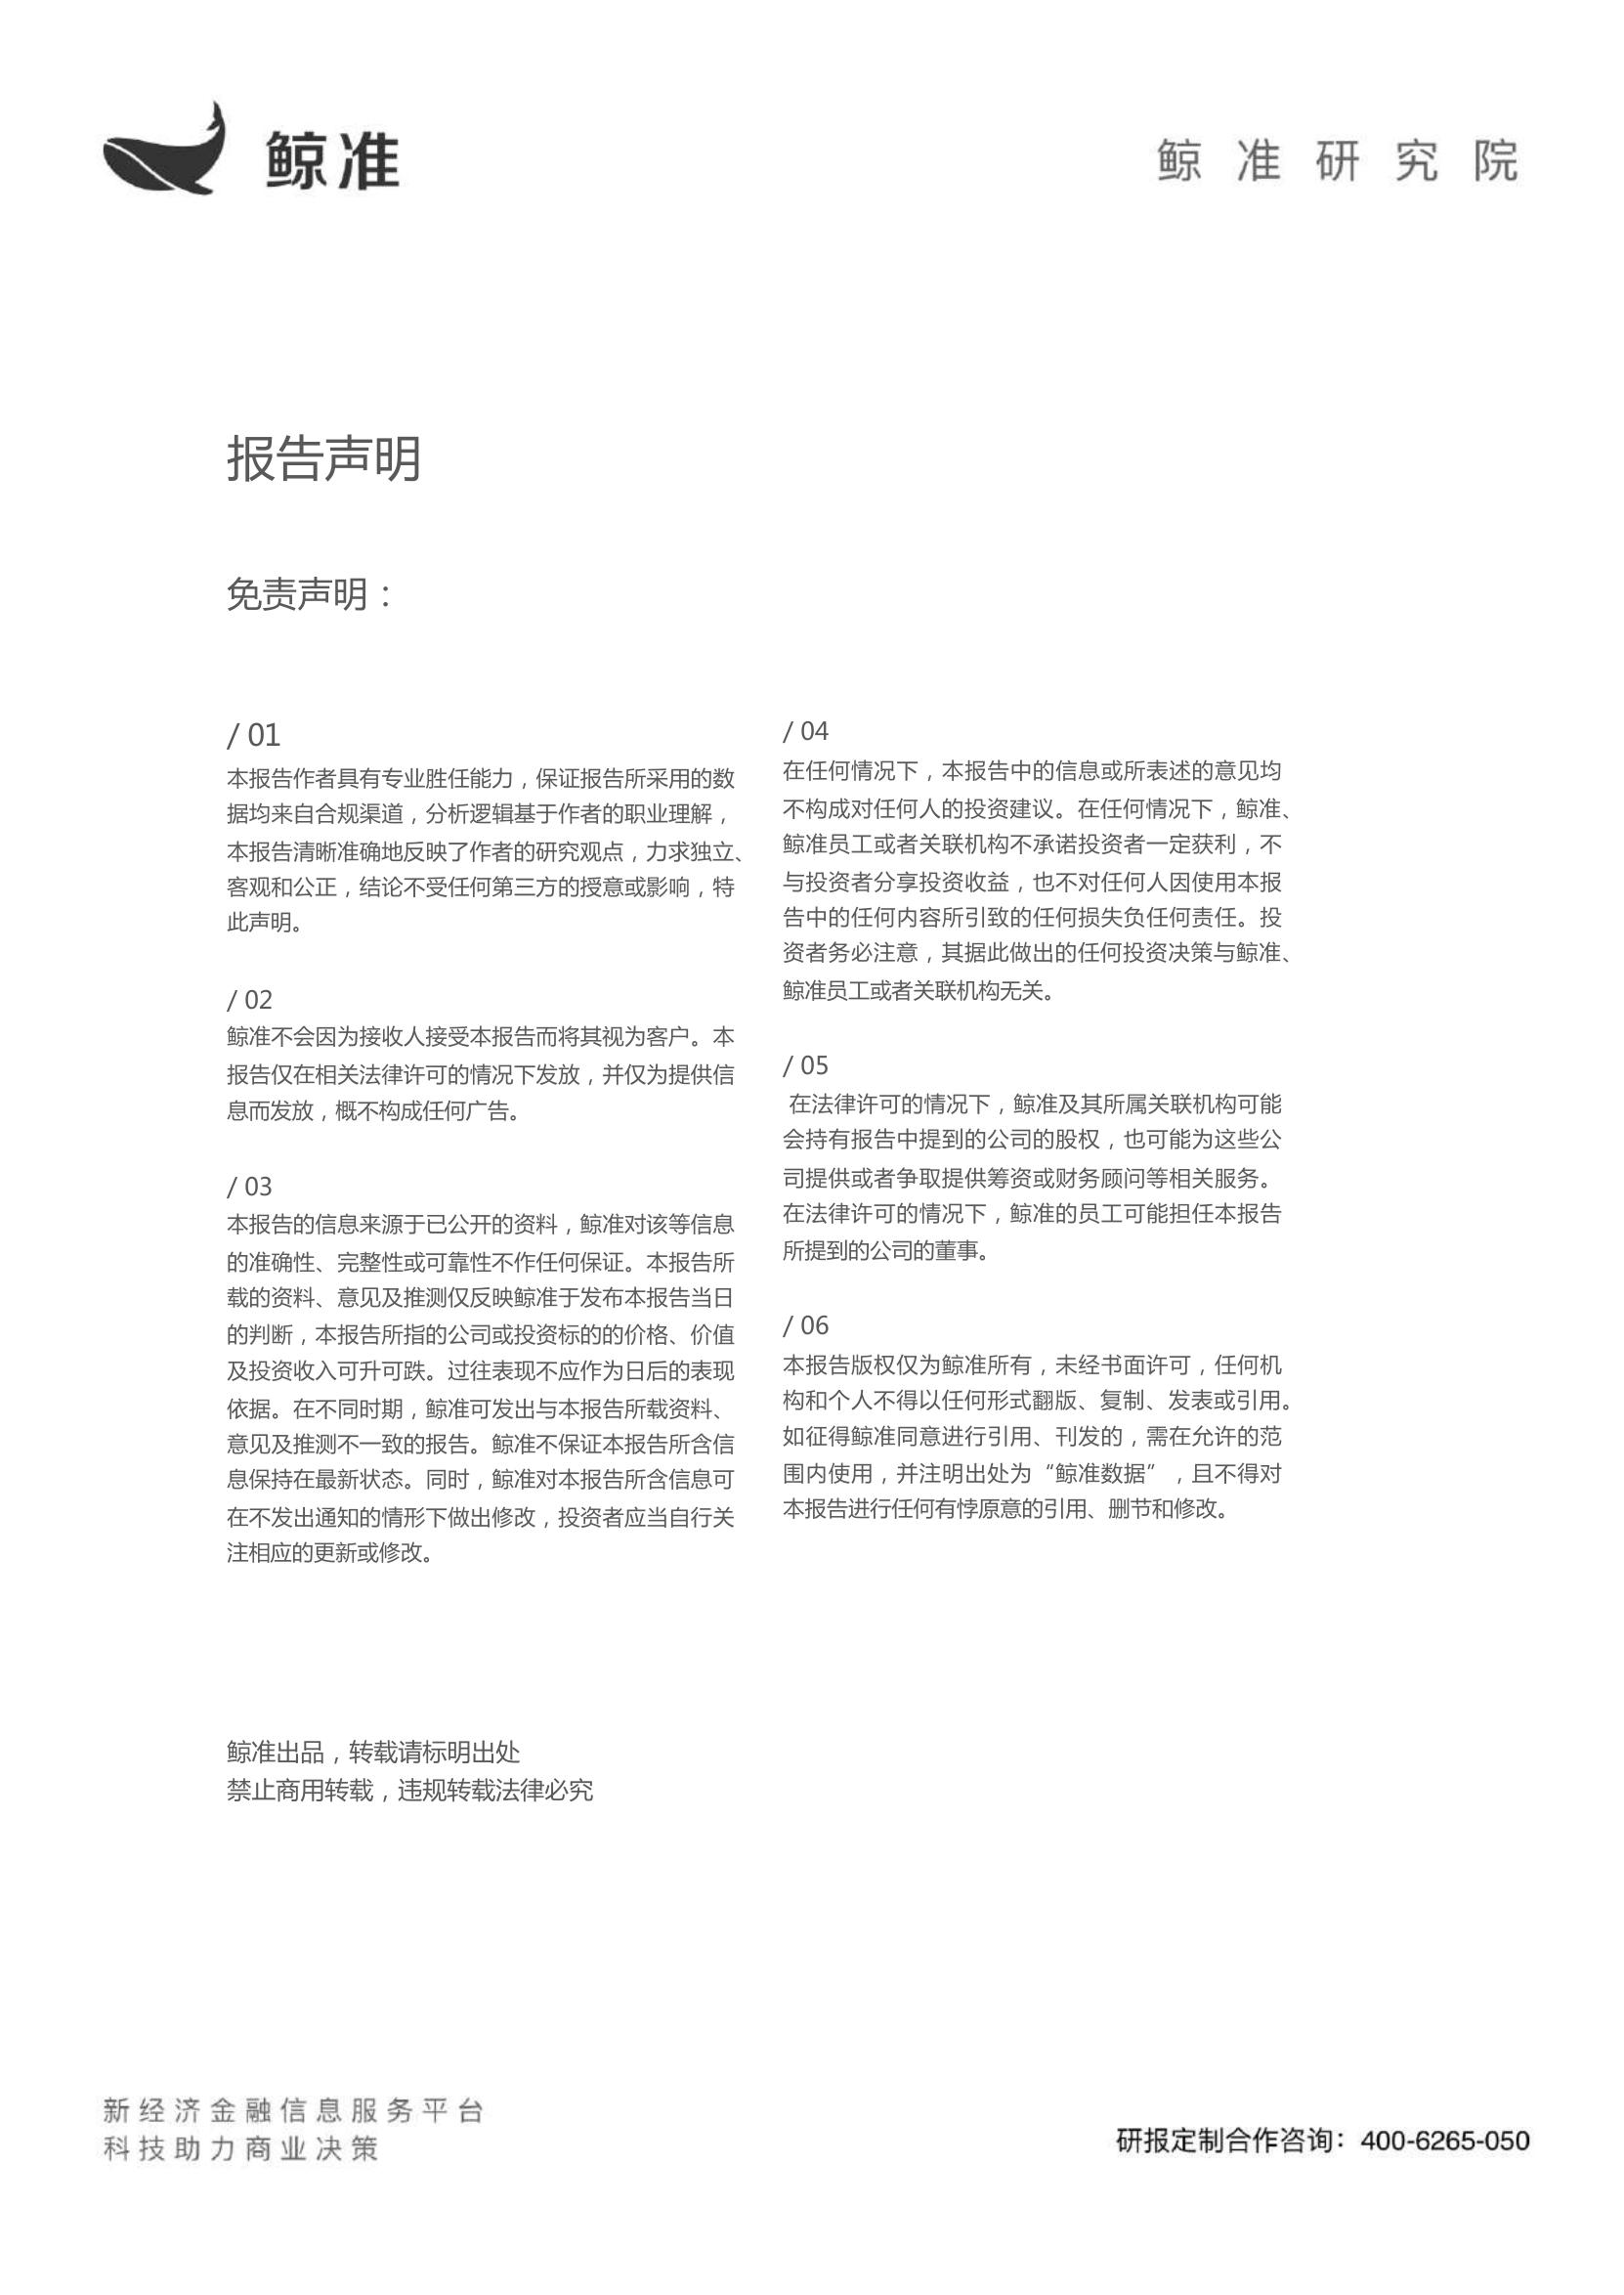 鲸准
鲸准研究院
报告声明
免责声明：
/ 01
本报告作者具有专业胜任能力，保证报告所采用的数
据均来自合规渠道，分析逻辑基于作者的职业理解，
本报告清晰准确地反映了作者的研究观点，力求独立、
客观和公正，结论不受任何第三方的授意或影响，特
此声明。
/ 02
鲸准不会因为接收人接受本报告而将其视为客户。本
报告仅在相关法律许可的情况下发放，并仅为提供信
息而发放，概不构成任何广告。
/ 03
本报告的信息来源于已公开的资料，鲸准对该等信息
的准确性、完整性或可靠性不作任何保证。本报告所
载的资料、意见及推测仅反映鲸准于发布本报告当日
的判断，本报告所指的公司或投资标的的价格、价值
及投资收入可升可跌。过往表现不应作为日后的表现
依据。在不同时期，鲸准可发出与本报告所载资料、
意见及推测不一致的报告。鲸准不保证本报告所含信
息保持在最新状态。同时，鲸准对本报告所含信息可
在不发出通知的情形下做出修改，投资者应当自行关
注相应的更新或修改。
/ 04
在任何情况下，本报告中的信息或所表述的意见均
不构成对任何人的投资建议。在任何情况下，鲸准、
鲸准员工或者关联机构不承诺投资者一定获利，不
与投资者分享投资收益，也不对任何人因使用本报
告中的任何内容所引致的任何损失负任何责任。投
资者务必注意，其据此做出的任何投资决策与鲸准、
鲸准员工或者关联机构无关。
/ 05
在法律许可的情况下，鲸准及其所属关联机构可能
会持有报告中提到的公司的股权，也可能为这些公
司提供或者争取提供筹资或财务顾问等相关服务。
在法律许可的情况下，鲸准的员工可能担任本报告
所提到的公司的董事。
/ 06
本报告版权仅为鲸准所有，未经书面许可，任何机
构和个人不得以任何形式翻版、复制、发表或引用。
如征得鲸准同意进行引用、刊发的，需在允许的范
围内使用，并注明出处为“鲸准数据”，且不得对
本报告进行任何有悖原意的引用、删节和修改。
鲸准出品，转载请标明出处
禁止商用转载，违规转载法律必究
新经济金融信息服务平台
科技助力商业决策
研报定制合作咨询：400-6265-050